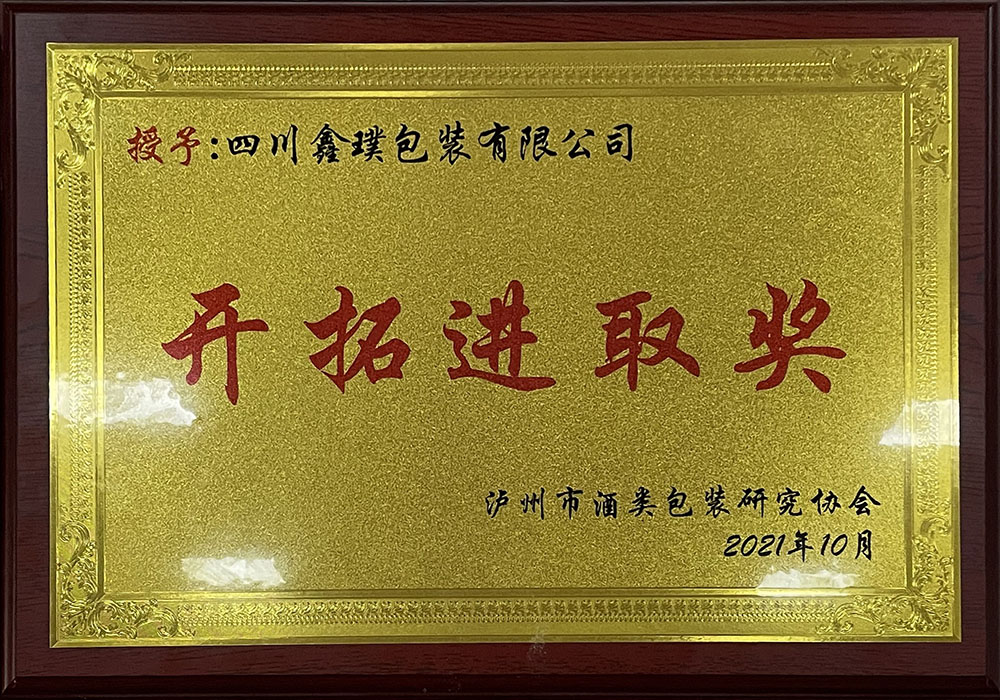 授予:四川鑫璞包装有限公司
开拓进取奖
泸州市酒类包装研究协会
2021年10月